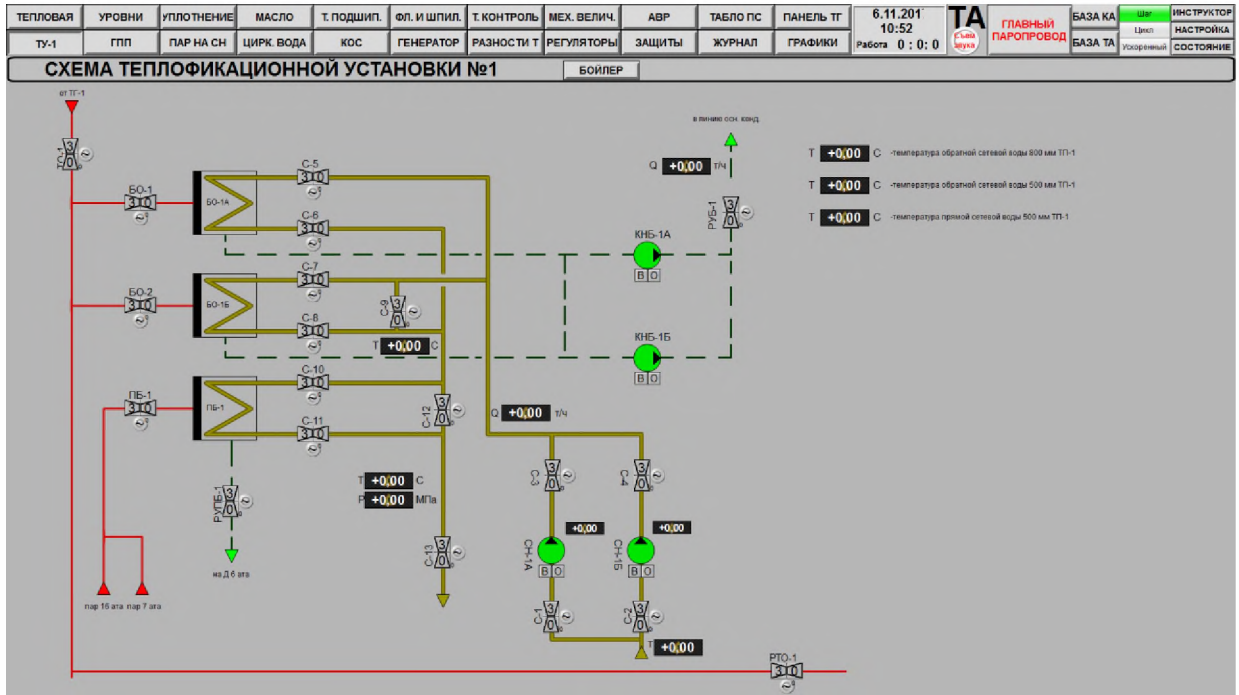 ТЕПЛОВАЯ УРОВНИ УПЛОТНЕНИЕ МАСЛО Т. ПОДШИП. ФЛ. И ШПИЛ. Т. КОНТРОЛЬ МЕХ. ВЕЛИЧ. АВР ТАБЛО ПС ПАНЕЛЬ ТГ
ТУ-1 ГПП ПАР НА СН ЦИРК. ВОДА КОС ГЕНЕРАТОР РАЗНОСТИ Т РЕГУЛЯТОРЫ ЗАЩИТЫ ЖУРНАЛ ГРАФИКИ
6.11.201
10:52
Работа 0 : 0: 0
ТА
Съем
звука
ГЛАВНЫЙ
ПАРОПРОВОД
БАЗА КА
БАЗА ТА
Шаг
Цикл
Ускоренный
ИНСТРУКТОР
НАСТРОЙКА
СОСТОЯНИЕ
СХЕМА ТЕПЛОФИКАЦИОННОЙ УСТАНОВКИ №1
БОЙЛЕР
от ТГ-1
в линию осн. конд.
ТО-1
З О
Q +0,00 т/ч
T +0,00 C -температура обратной сетевой воды 800 мм ТП-1
T +0,00 C -температура обратной сетевой воды 500 мм ТП-1
T +0,00 C -температура прямой сетевой воды 500 мм ТП-1
С-5
З О
БО-1
З О
БО-1А
С-6
З О
РУБ-1
З О
КНБ-1А
В О
С-7
З О
БО-2
З О
БО-1Б
С-9
З О
С-8
З О
T +0,00 C
КНБ-1Б
В О
С-10
З О
ПБ-1
З О
ПБ-1
С-12
З О
Q +0,00 т/ч
С-11
З О
T +0,00 C
P +0,00 МПа
РУПБ-1
З О
С-3
З О
С-4
З О
+0,00
+0,00
С-13
З О
СН-1А
В О
СН-1Б
В О
на Д 6 ата
пар 16 ата пар 7 ата
С-1
З О
С-2
З О
T +0,00
РТО-1
З О